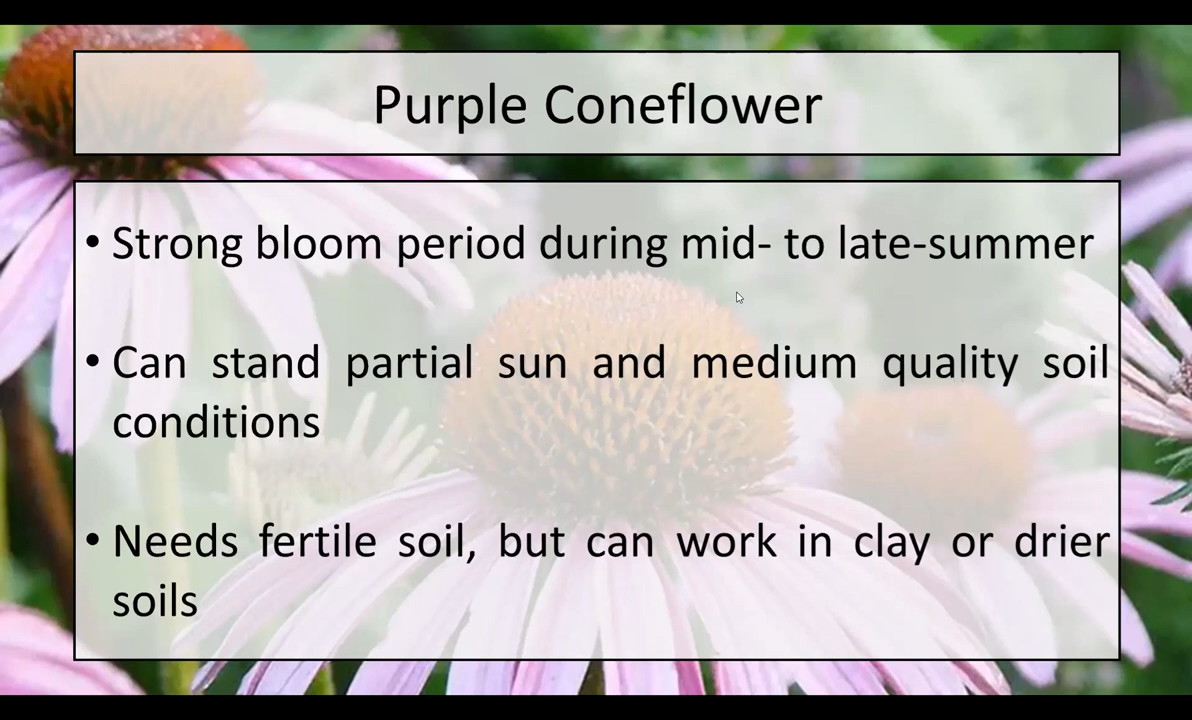 Purple Coneflower
• Strong bloom period during mid- to late-summer
• Can stand partial sun and medium quality soil
conditions
• Needs fertile soil, but can work in clay or drier
soils